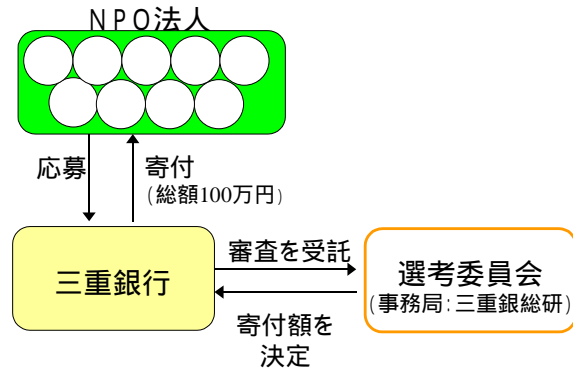 NPO法人
応募
寄付
(総額100万円)
三重銀行
審査を受託
選考委員会
(事務局:三重銀総研)
寄付額を
決定